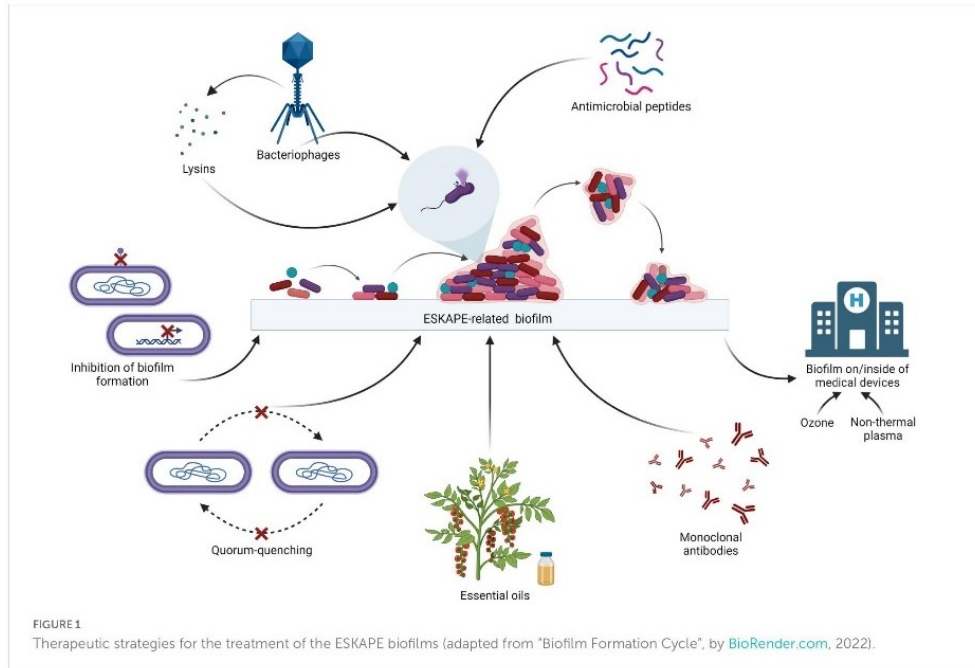 Antimicrobial peptides
Bacteriophages
Lysins
ESKAPE-related biofilm
H
Inhibition of biofilm
formation
Biofilm on/inside of
medical devices
Ozone
Non-thermal
plasma
Quorum-quenching
Monoclonal
antibodies
Essential oils
FIGURE 1
Therapeutic strategies for the treatment of the ESKAPE biofilms (adapted from "Biofilm Formation Cycle", by BioRender.com, 2022).